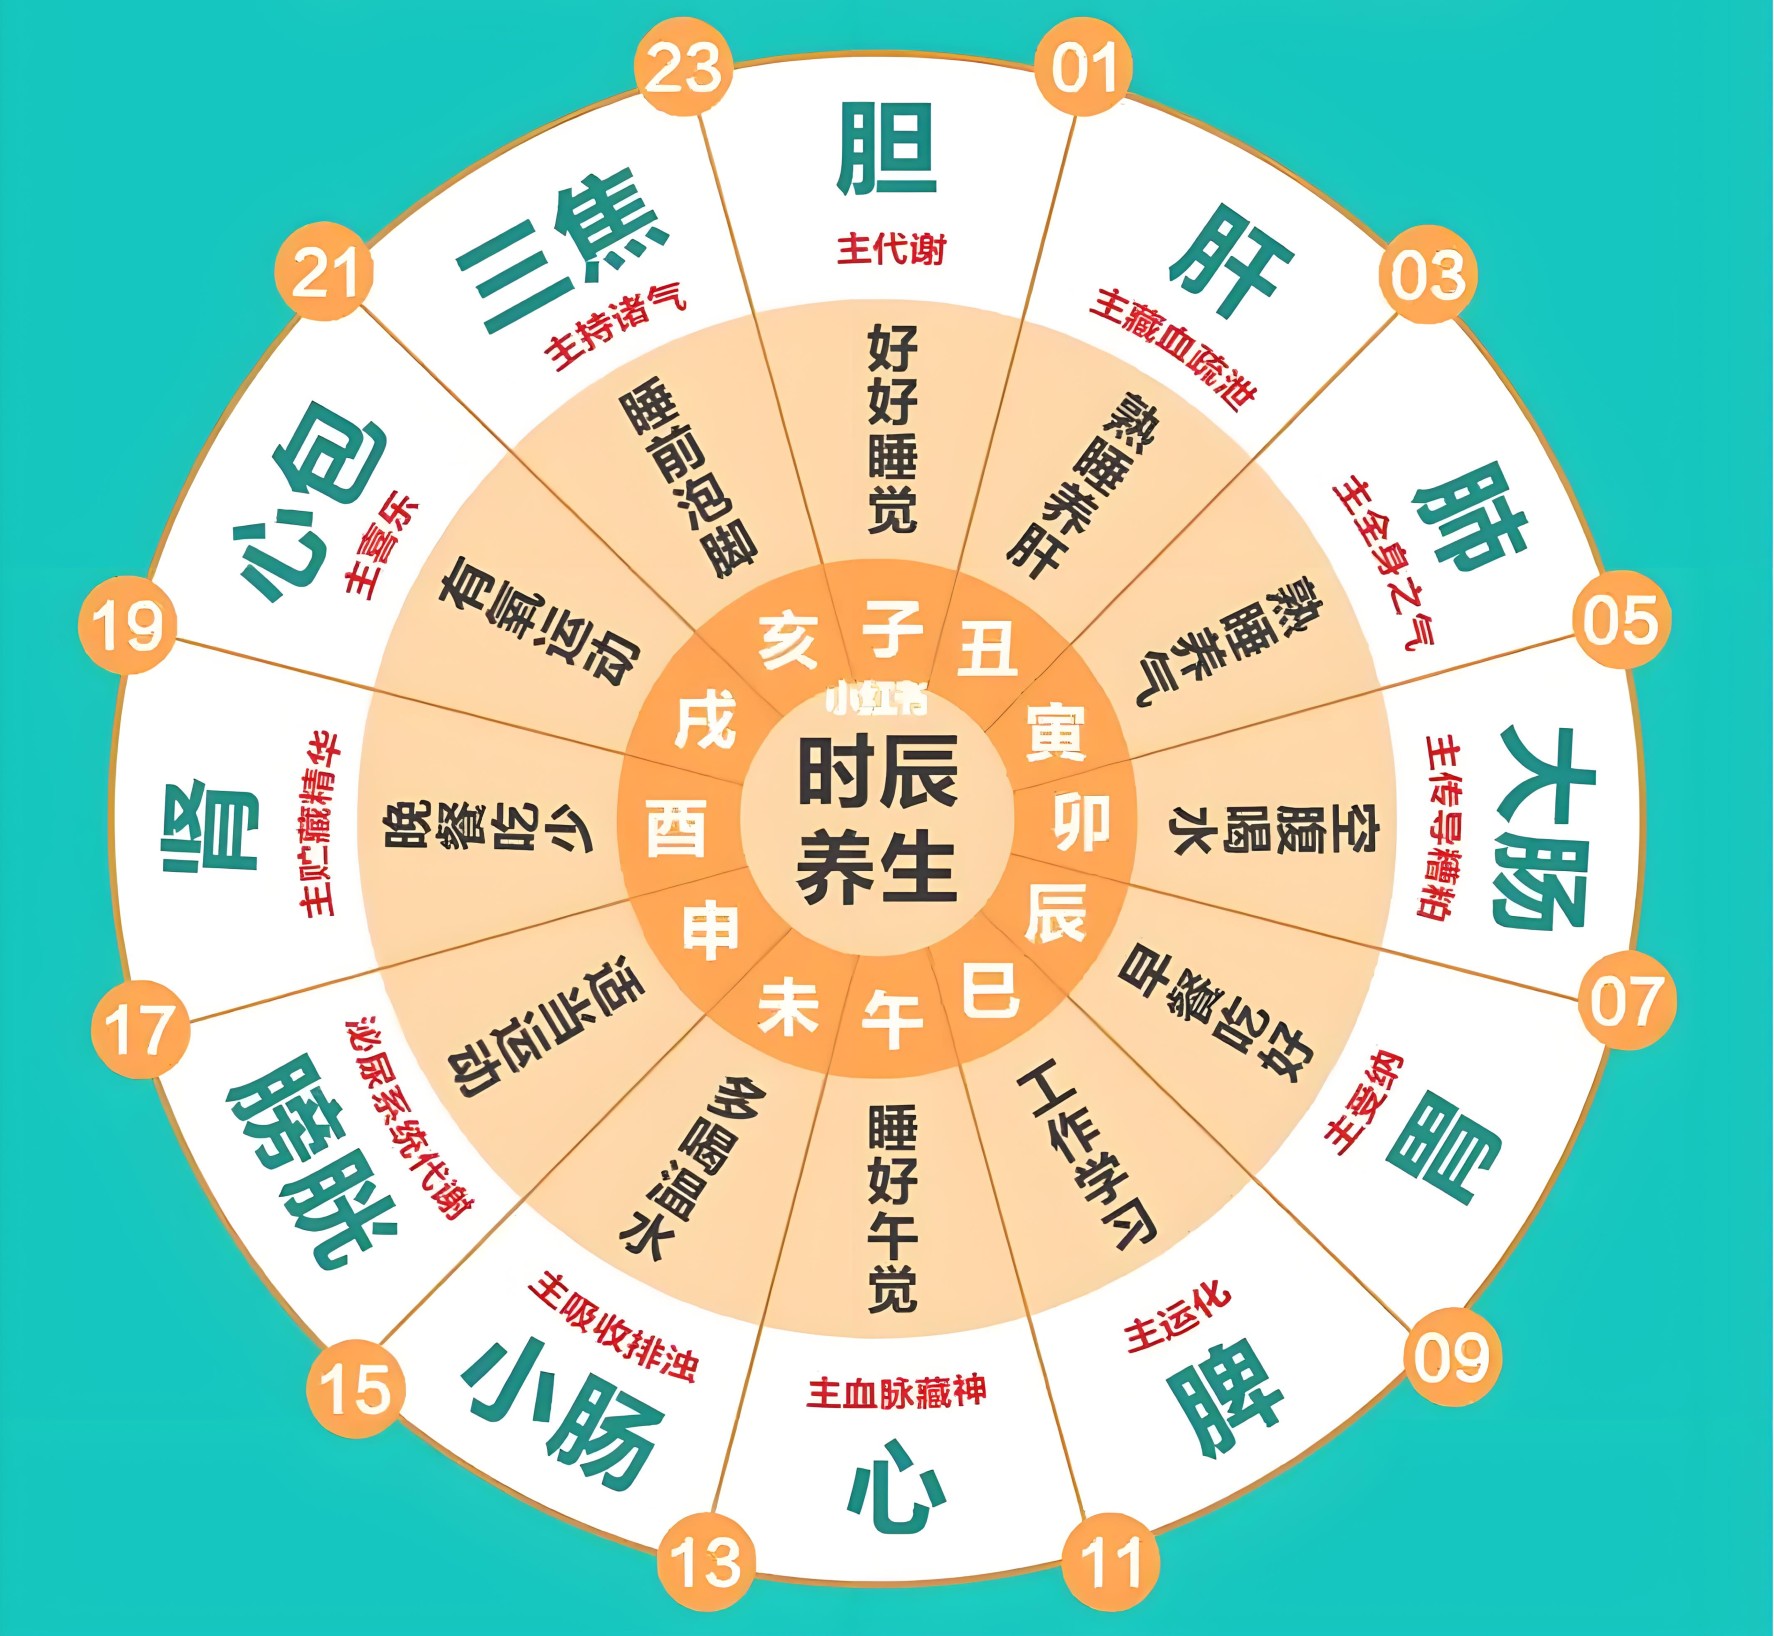 23
01
03
05
07
09
11
13
15
17
19
21
胆
主代谢
好好睡觉
子
肝
主藏血疏泄
熟睡养肝
丑
肺
主全身之气
熟睡养气
寅
大肠
主传导糟粕
空腹喝水
卯
胃
主受纳
早餐吃好
辰
脾
主运化
工作学习
巳
心
主血脉藏神
睡好午觉
午
小肠
主吸收排浊
多喝温水
未
膀胱
泌尿系统代谢
适当运动
申
肾
主贮藏精华
晚餐吃少
酉
心包
主喜乐
有氧运动
戌
三焦
主持诸气
睡前泡脚
亥
小红书
时辰
养生